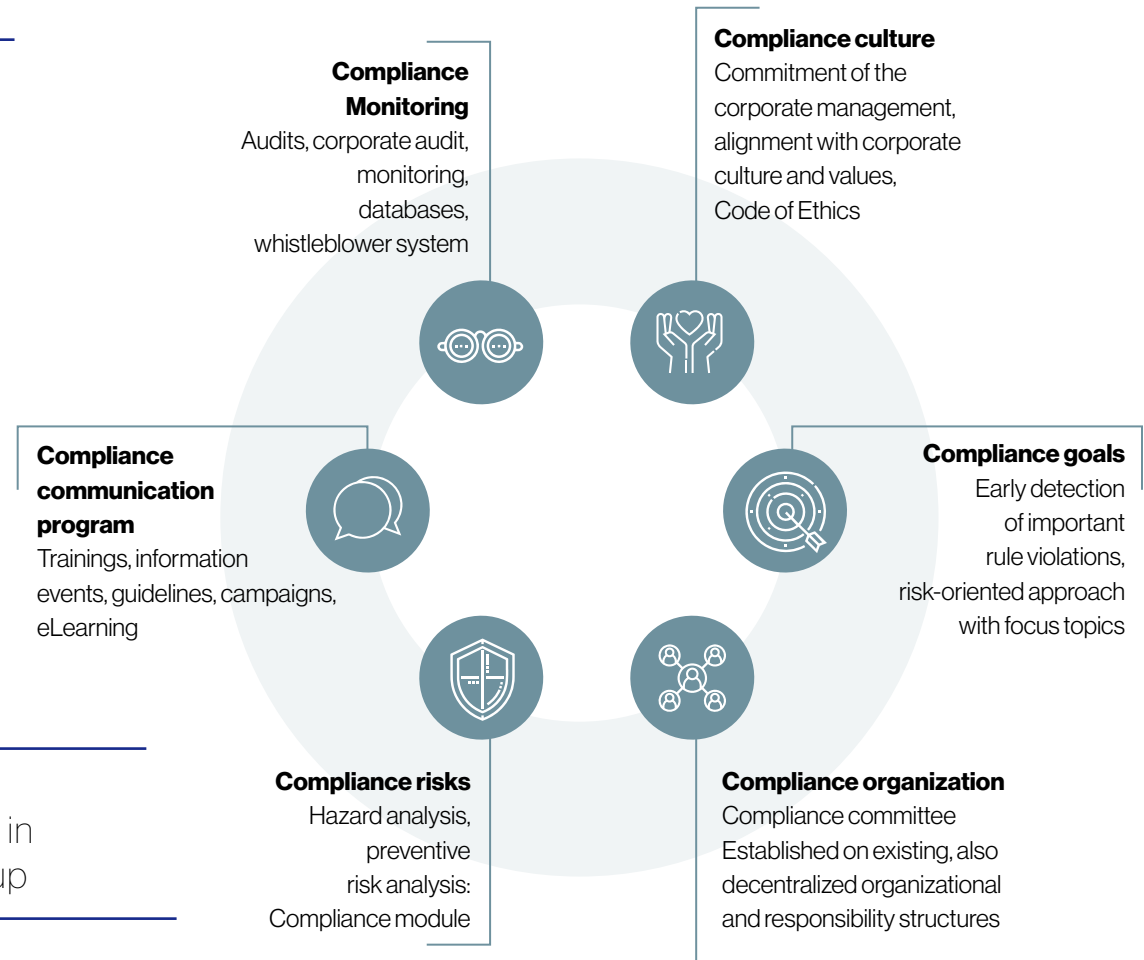 Compliance
Monitoring
Audits, corporate audit,
monitoring,
databases,
whistleblower system
Compliance culture
Commitment of the
corporate management,
alignment with corporate
culture and values,
Code of Ethics
Compliance
communication
program
Trainings, information
events, guidelines, campaigns,
eLearning
Compliance goals
Early detection
of important
rule violations,
risk-oriented approach
with focus topics
in
up
Compliance risks
Hazard analysis,
preventive
risk analysis:
Compliance module
Compliance organization
Compliance committee
Established on existing, also
decentralized organizational
and responsibility structures